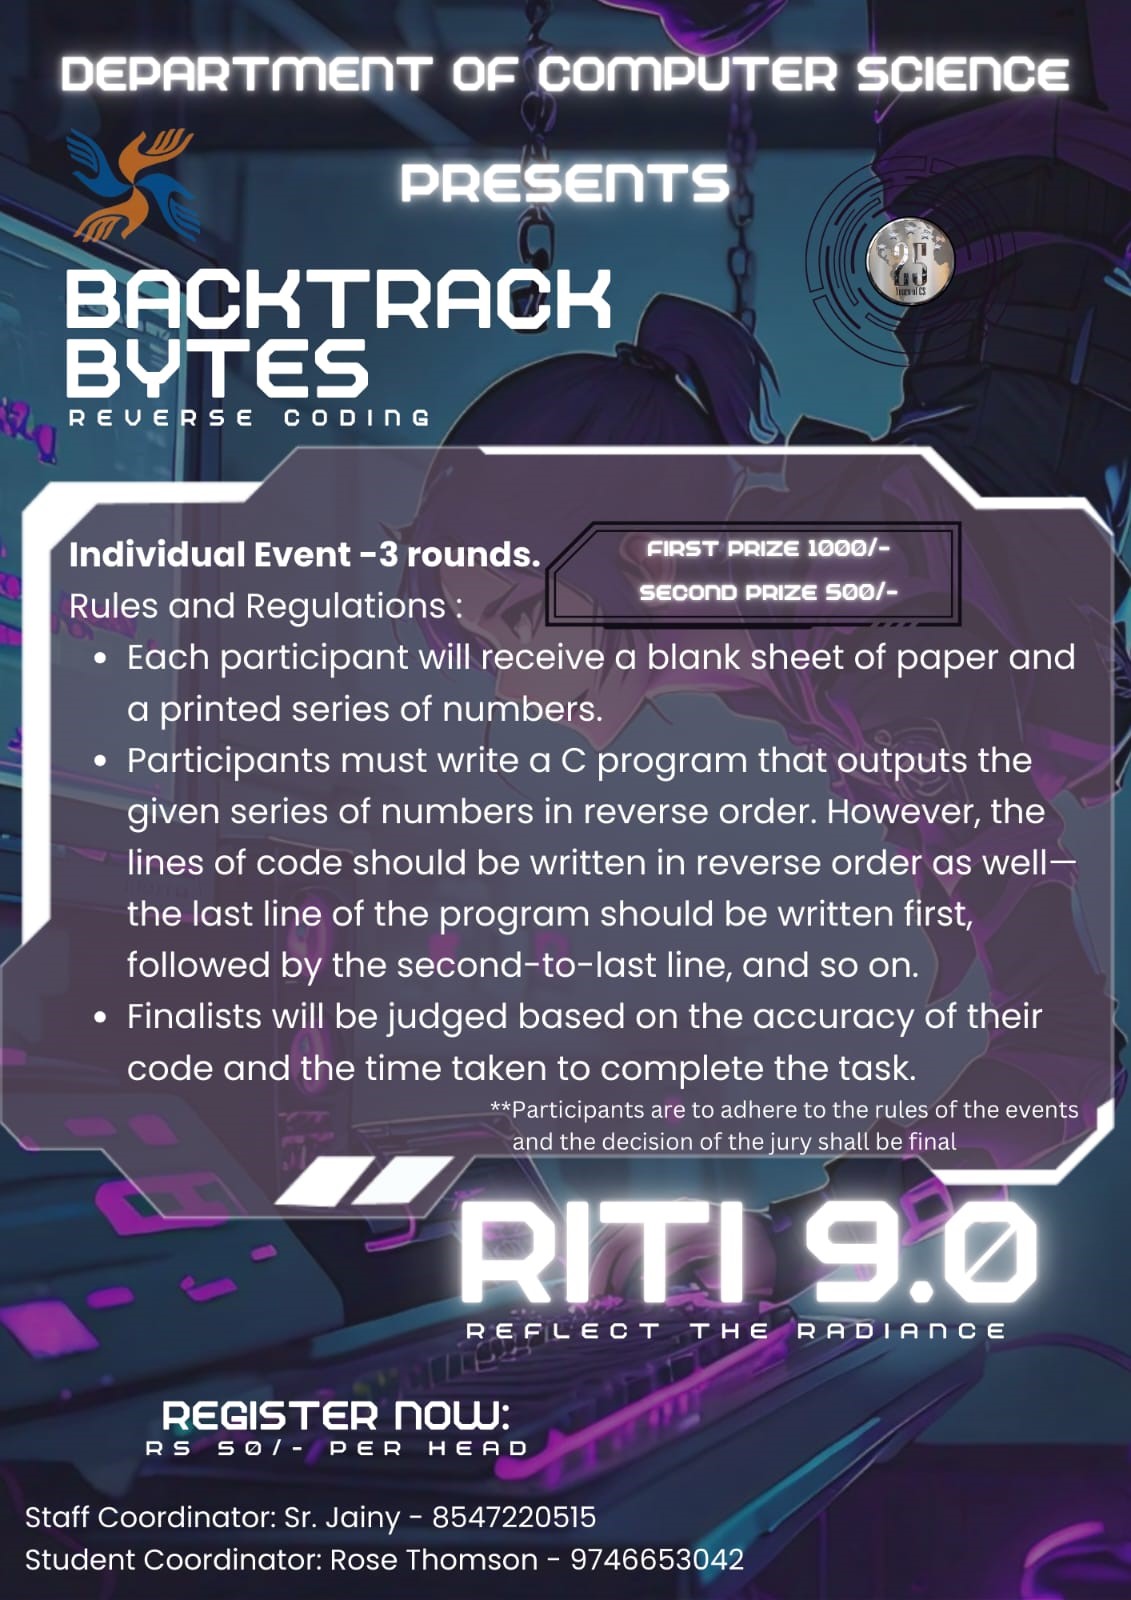 DEPARTMENT OF COMPUTER SCIENCE
PRESENTS
25
Years of CS
BACKTRACK
BYTES
REVERSE CODING
Individual Event -3 rounds.
FIRST PRIZE 1000/-
SECOND PRIZE 500/-
Rules and Regulations :
• Each participant will receive a blank sheet of paper and
a printed series of numbers.
• Participants must write a C program that outputs the
given series of numbers in reverse order. However, the
lines of code should be written in reverse order as well—
the last line of the program should be written first,
followed by the second-to-last line, and so on.
• Finalists will be judged based on the accuracy of their
code and the time taken to complete the task.
**Participants are to adhere to the rules of the events
and the decision of the jury shall be final
RITI 9.0
REFLECT THE RADIANCE
REGISTER NOW:
RS 50/- PER HEAD
Staff Coordinator: Sr. Jainy - 8547220515
Student Coordinator: Rose Thomson - 9746653042